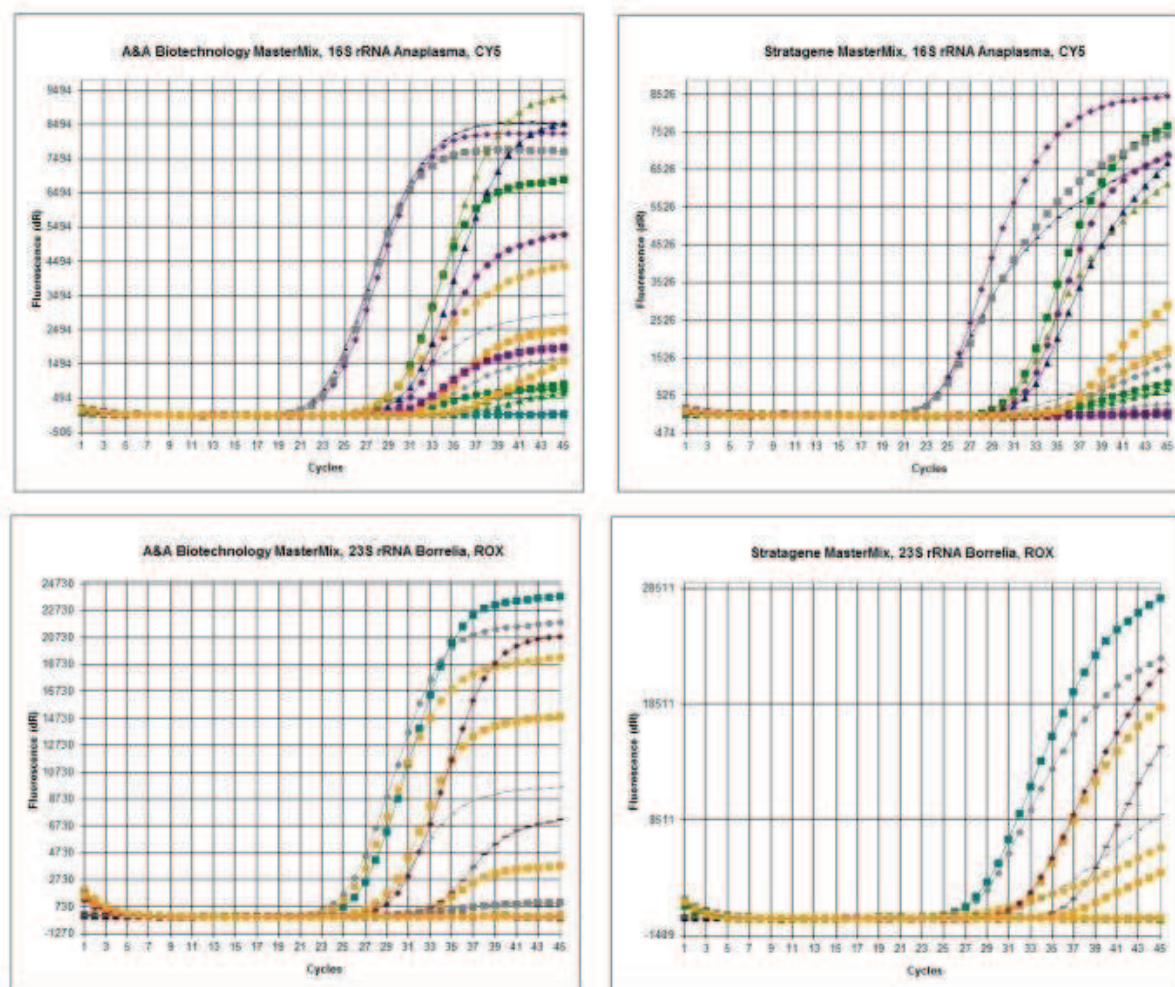 A&A Biotechnology MasterMix, 16S rRNA Anaplasma, CY5
9494
8494
7494
6494
5494
4494
3494
2494
1494
494
-506
Fluorescence (dR)
1 3 5 7 9 11 13 15 17 19 21 23 25 27 29 31 33 35 37 39 41 43 45
Cycles
Stratagene MasterMix, 16S rRNA Anaplasma, CY5
8526
7526
6526
5526
4526
3526
2526
1526
526
-474
Fluorescence (dR)
1 3 5 7 9 11 13 15 17 19 21 23 25 27 29 31 33 35 37 39 41 43 45
Cycles
A&A Biotechnology MasterMix, 23S rRNA Borrelia, ROX
24730
22730
20730
18730
16730
14730
12730
10730
8730
6730
4730
2730
730
-1270
Fluorescence (dR)
1 3 5 7 9 11 13 15 17 19 21 23 25 27 29 31 33 35 37 39 41 43 45
Cycles
Stratagene MasterMix, 23S rRNA Borrelia, ROX
28511
18511
8511
-1489
Fluorescence (dR)
1 3 5 7 9 11 13 15 17 19 21 23 25 27 29 31 33 35 37 39 41 43 45
Cycles